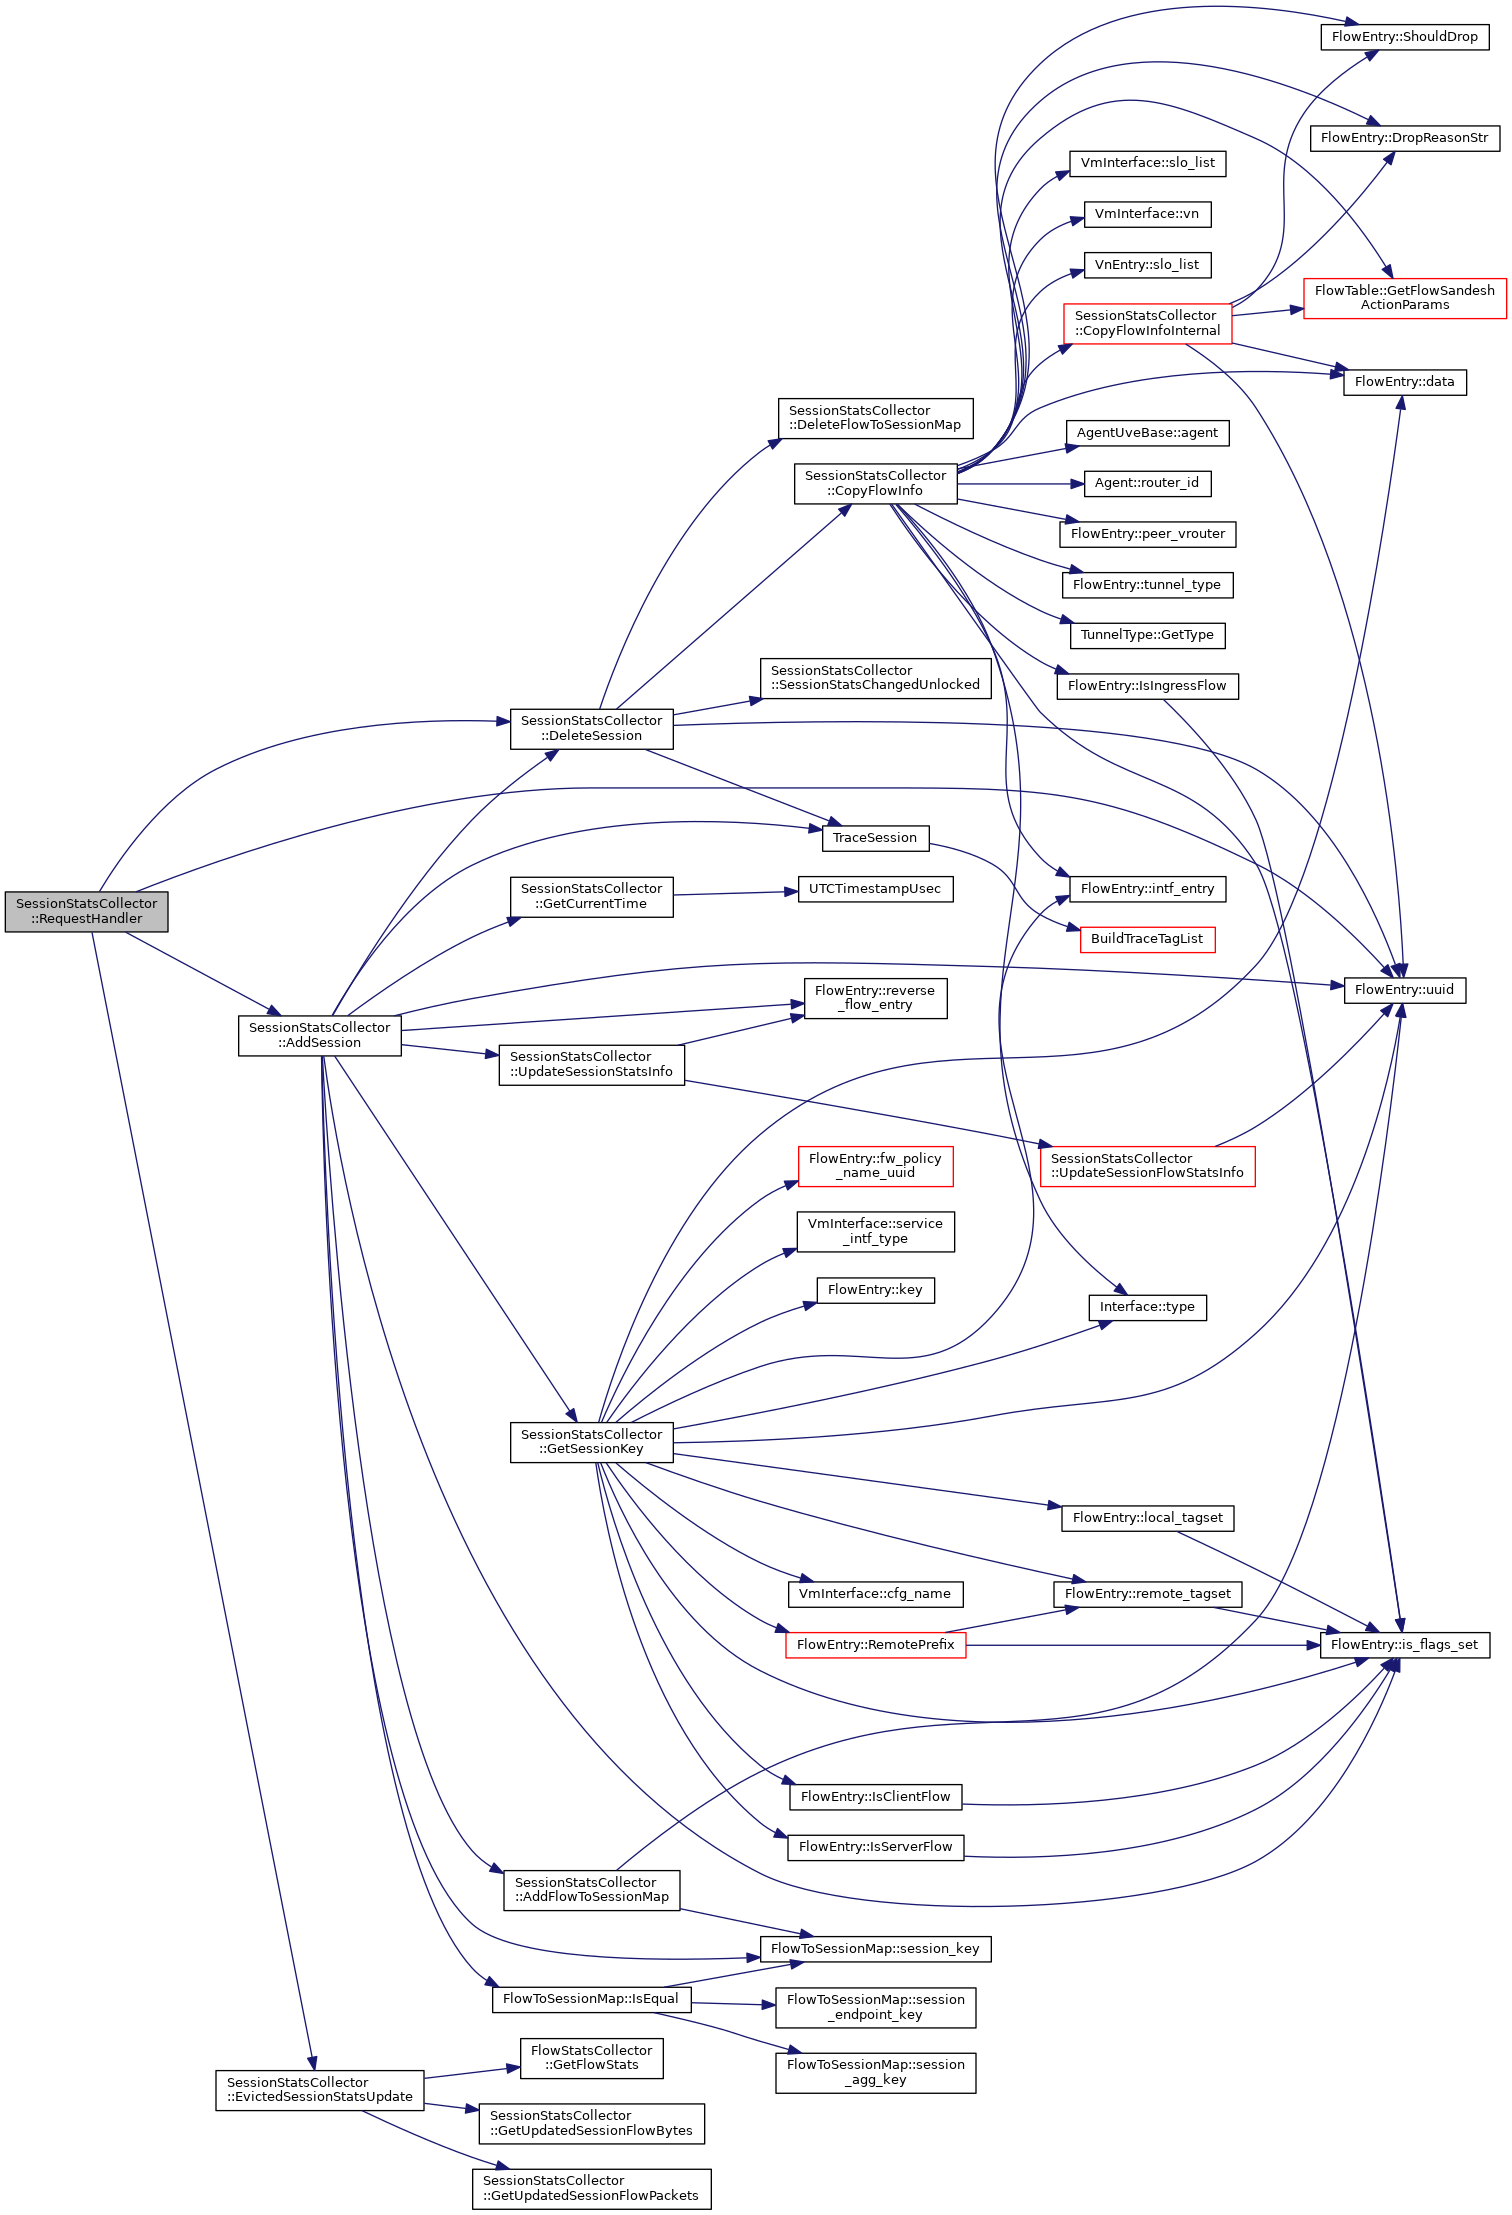 SessionStatsCollector
::RequestHandler
SessionStatsCollector
::AddSession
SessionStatsCollector
::EvictedSessionStatsUpdate
SessionStatsCollector
::DeleteSession
SessionStatsCollector
::GetCurrentTime
SessionStatsCollector
::UpdateSessionStatsInfo
SessionStatsCollector
::GetSessionKey
SessionStatsCollector
::AddFlowToSessionMap
FlowToSessionMap::IsEqual
FlowStatsCollector
::GetFlowStats
SessionStatsCollector
::GetUpdatedSessionFlowBytes
SessionStatsCollector
::GetUpdatedSessionFlowPackets
SessionStatsCollector
::DeleteFlowToSessionMap
SessionStatsCollector
::CopyFlowInfo
SessionStatsCollector
::SessionStatsChangedUnlocked
TraceSession
UTCTimestampUsec
FlowEntry::reverse
_flow_entry
FlowEntry::fw_policy
_name_uuid
VmInterface::service
_intf_type
FlowEntry::key
VmInterface::cfg_name
FlowEntry::RemotePrefix
FlowEntry::IsClientFlow
FlowEntry::IsServerFlow
FlowToSessionMap::session_key
FlowToSessionMap::session
_endpoint_key
FlowToSessionMap::session
_agg_key
VmInterface::slo_list
VmInterface::vn
VnEntry::slo_list
SessionStatsCollector
::CopyFlowInfoInternal
AgentUveBase::agent
Agent::router_id
FlowEntry::peer_vrouter
FlowEntry::tunnel_type
TunnelType::GetType
FlowEntry::IsIngressFlow
FlowEntry::intf_entry
BuildTraceTagList
SessionStatsCollector
::UpdateSessionFlowStatsInfo
Interface::type
FlowEntry::local_tagset
FlowEntry::remote_tagset
FlowEntry::ShouldDrop
FlowEntry::DropReasonStr
FlowTable::GetFlowSandesh
ActionParams
FlowEntry::data
FlowEntry::uuid
FlowEntry::is_flags_set